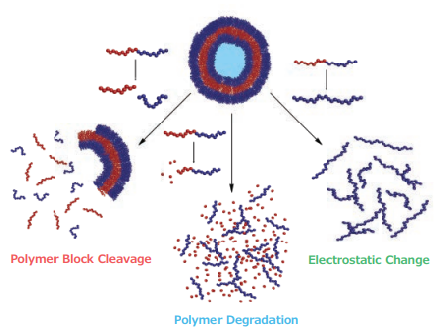 Polymer Block Cleavage
Electrostatic Change
Polymer Degradation